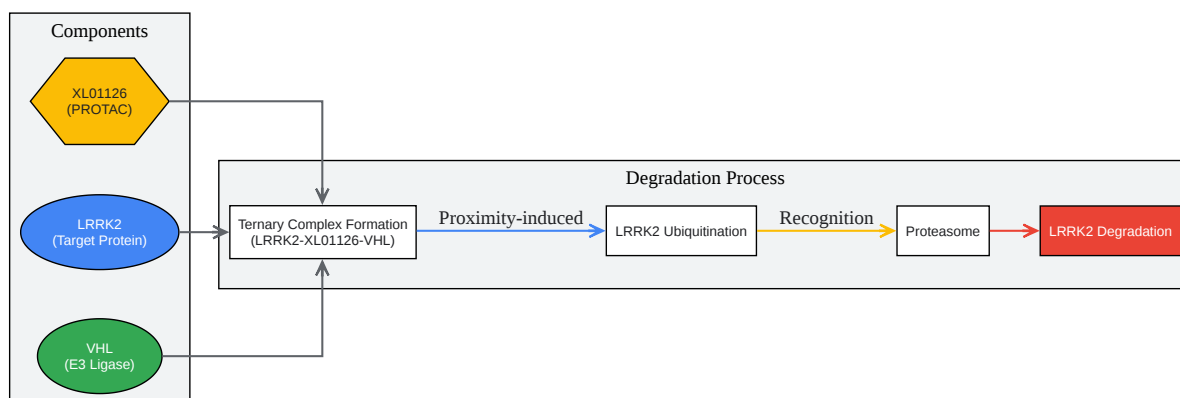 Components
XL01126
(PROTAC)
LRRK2
(Target Protein)
VHL
(E3 Ligase)
Degradation Process
Ternary Complex Formation
(LRRK2-XL01126-VHL)
Proximity-induced
LRRK2 Ubiquitination
Recognition
Proteasome
LRRK2 Degradation